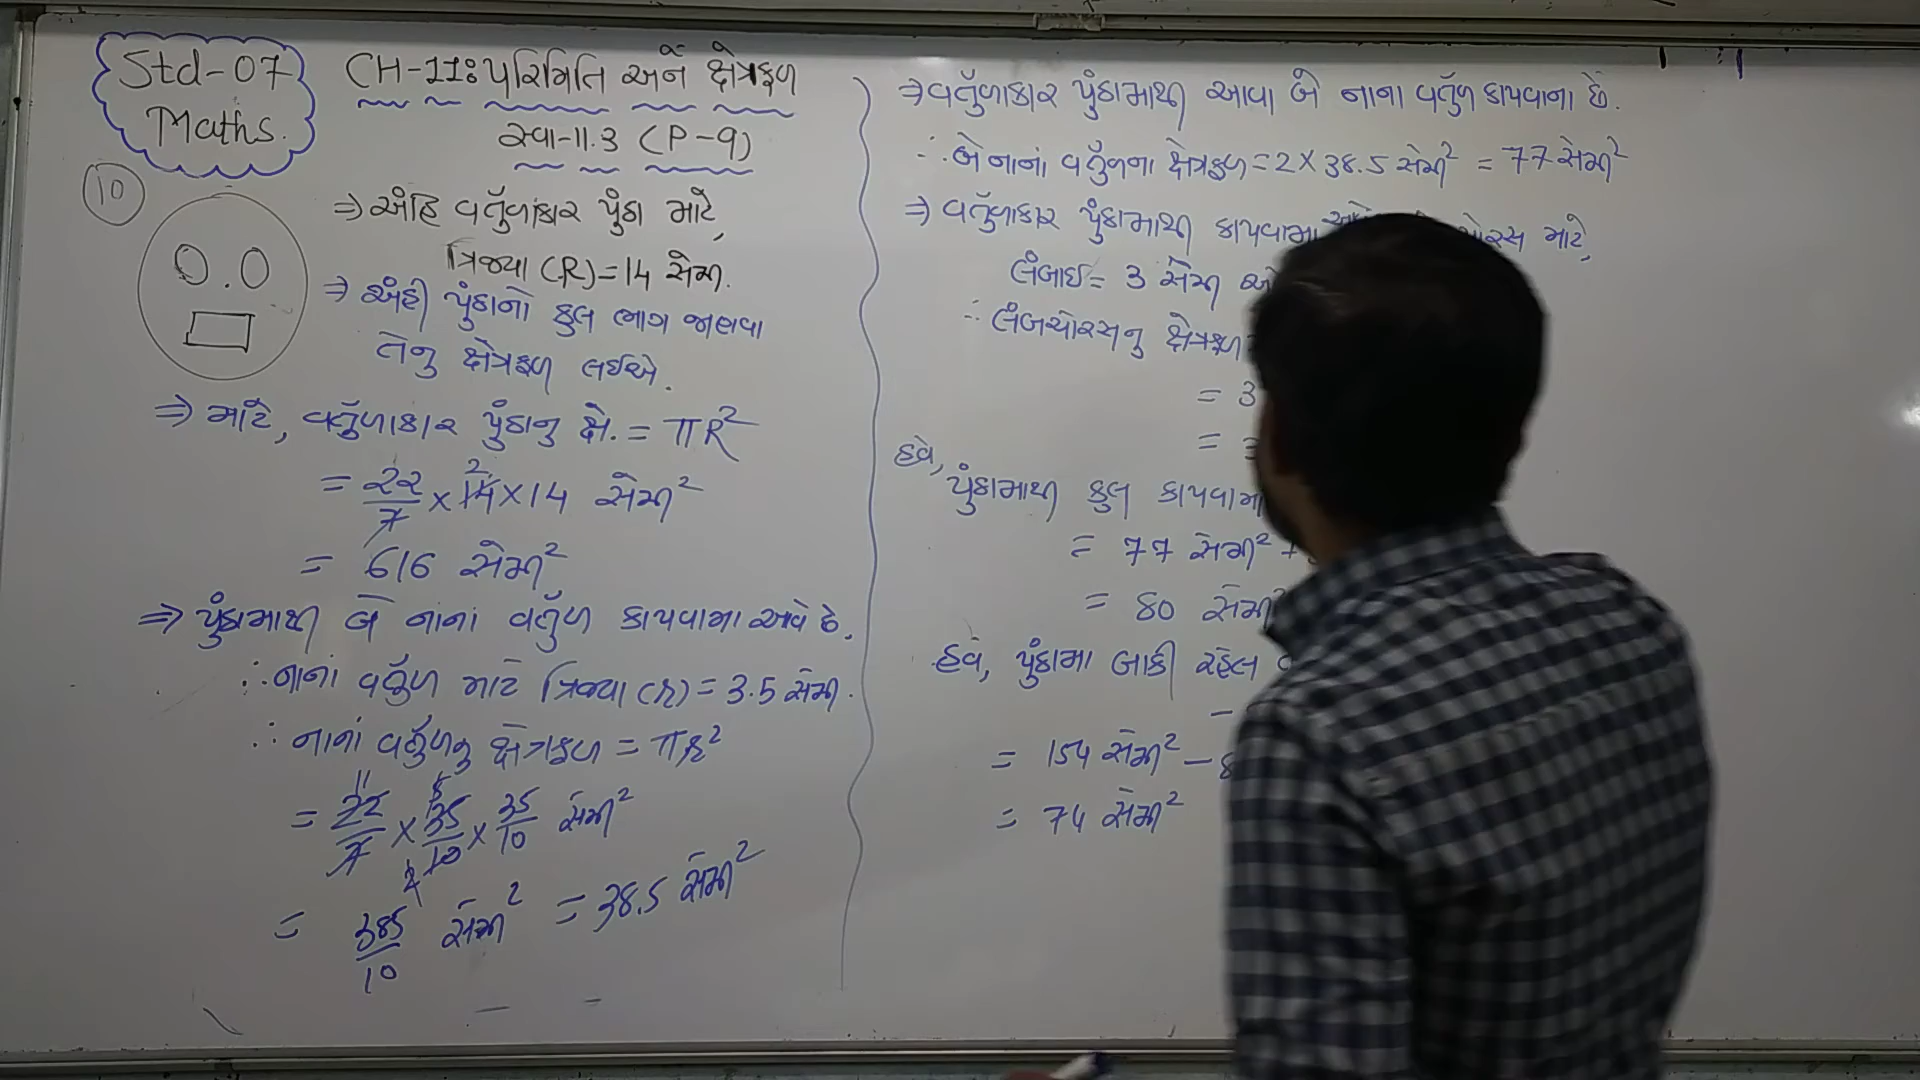 Std-07
Maths.
CH-11: પરિમિતિ અને ક્ષેત્રફળ
સ્વા-11.3 (P-9)
10
⇒ અંહિ વર્તુળાકાર પુંઠા માટે,
ત્રિજ્યા (R) = 14 સેમી.
⇒ અંહી પુંઠાનો કુલ ભાગ જાણવા
તેનુ ક્ષેત્રફળ લઈએ.
⇒ માટે, વર્તુળાકાર પુંઠાનુ ક્ષે. = πR²
= 22/7 × 14 2 × 14 સેમી²
= 616 સેમી²
⇒ પુંઠામાથી બે નાનાં વર્તુળ કાપવામા આવે છે.
∴ નાનાં વર્તુળ માટે ત્રિજ્યા (r) = 3.5 સેમી.
∴ નાનાં વર્તુળનુ ક્ષેત્રફળ = πr²
= 22/7 × 35/10 × 35/10 સેમી²
= 385/10 સેમી² = 38.5 સેમી²
⇒ વર્તુળાકાર પુંઠામાથી આવા બે નાના વર્તુળ કાપવાના છે.
∴ બે નાનાં વર્તુળના ક્ષેત્રફળ = 2 × 38.5 સેમી² = 77 સેમી²
⇒ વર્તુળાકાર પુંઠામાથી કાપવામા માટે,
લંબાઈ = 3 સેમી
∴ લંબચોરસનુ ક્ષેત્રફળ
= 3
=
હવે,
પુંઠામાથી કુલ કાપવામા
= 77 સેમી² +
= 80 સેમી²
હવે, પુંઠામા બાકી રહેલ
-
= 154 સેમી² - 8
= 74 સેમી²